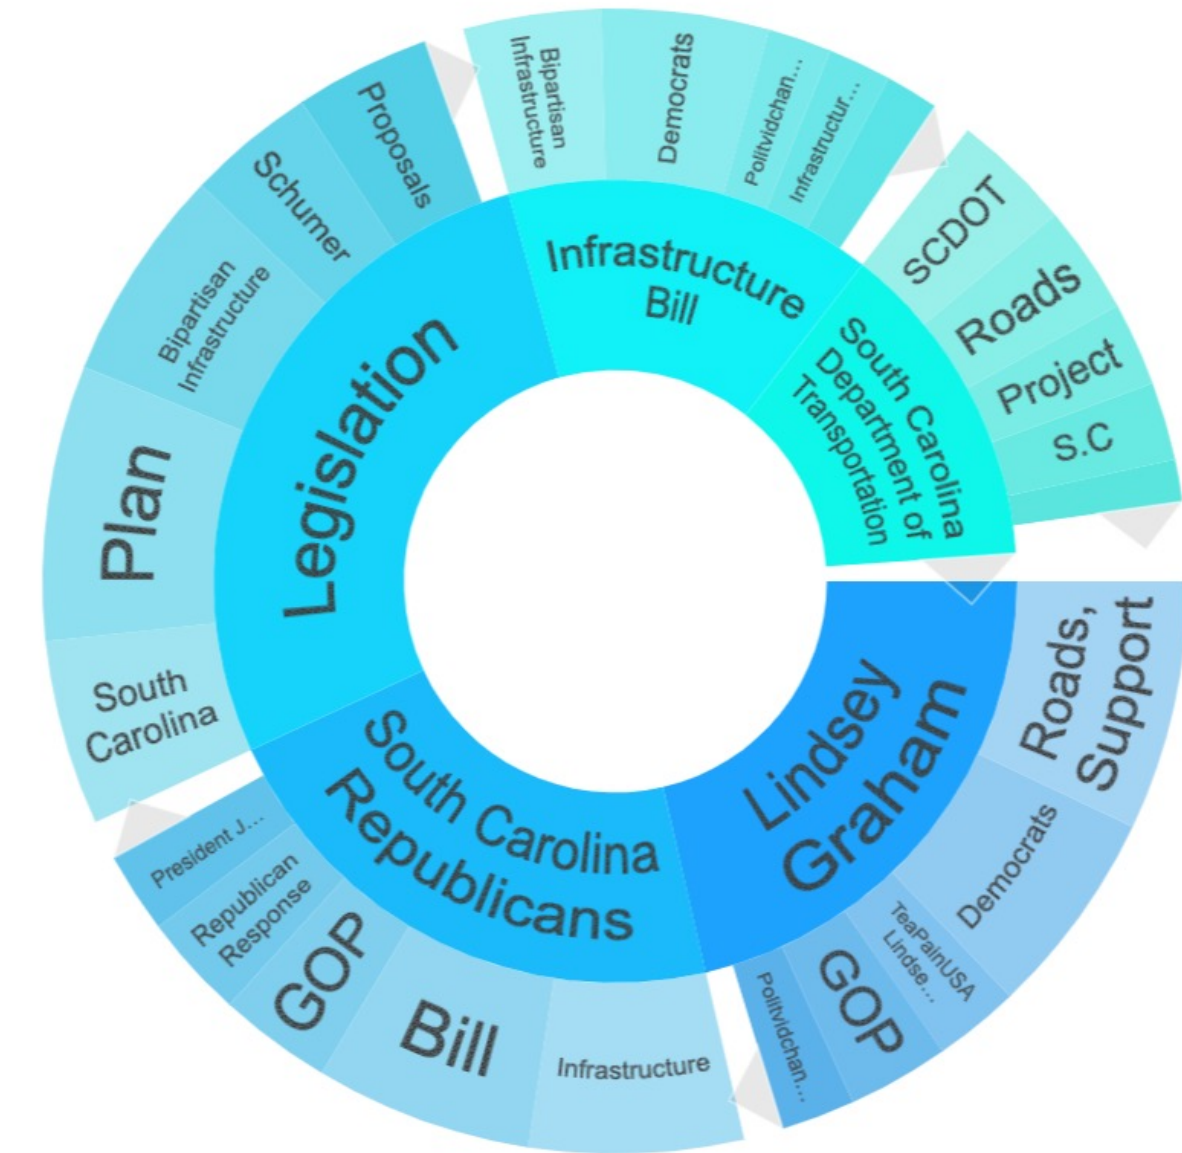 Bipartisan
Infrastructure
Democrats
Politvidchan...
Infrastructur...
Infrastructure
Bill
SCDOT
Roads
Project
S.C
South Carolina
Department of
Transportation
Roads,
Support
Democrats
TeaPainUSA
Lindse...
GOP
Politvidchan...
Lindsey
Graham
Infrastructure
Bill
GOP
Republican
Response
President J...
South Carolina
Republicans
South
Carolina
Plan
Bipartisan
Infrastructure
Schumer
Proposals
Legislation